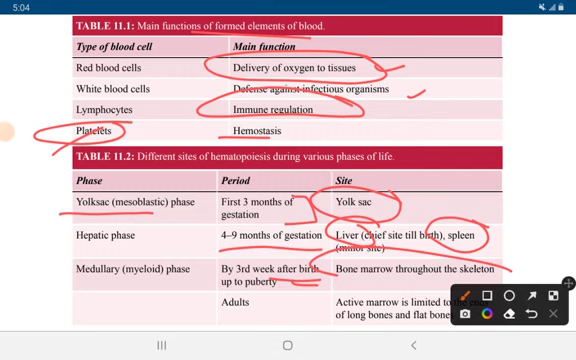 5:04
TABLE 11.1: Main functions of formed elements of blood.
Type of blood cell Main function
Red blood cells Delivery of oxygen to tissues
White blood cells Defense against infectious organisms
Lymphocytes Immune regulation
Platelets Hemostasis
TABLE 11.2: Different sites of hematopoiesis during various phases of life.
Phase Period Site
Yolksac (mesoblastic) phase First 3 months of Yolk sac
gestation
Hepatic phase 4–9 months of gestation Liver (chief site till birth), spleen
(minor site)
Medullary (myeloid) phase By 3rd week after birth Bone marrow throughout the skeleton
up to puberty
Adults Active marrow is limited to the
of long bones and flat bones